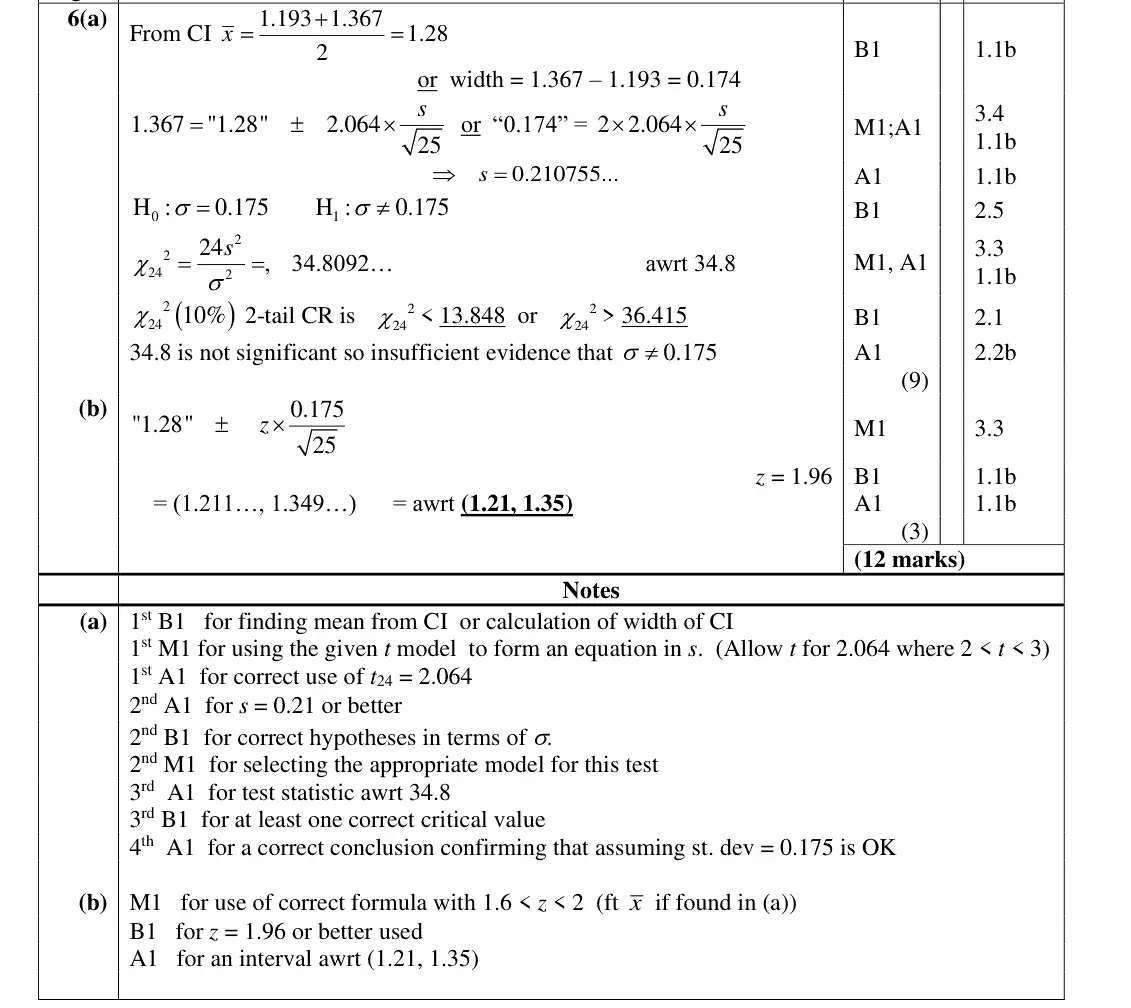 6(a) From CI x̄ = (1.193 + 1.367)/2 = 1.28 B1 1.1b
or width = 1.367 – 1.193 = 0.174
1.367 = "1.28" ± 2.064 × s/√25 or “0.174” = 2 × 2.064 × s/√25 M1;A1 3.4 1.1b
⇒ s = 0.210755... A1 1.1b
H₀ : σ = 0.175 H₁ : σ ≠ 0.175 B1 2.5
χ₂₄² = 24s²/σ² =, 34.8092… awrt 34.8 M1, A1 3.3 1.1b
χ₂₄² (10%) 2-tail CR is χ₂₄² < 13.848 or χ₂₄² > 36.415 B1 2.1
34.8 is not significant so insufficient evidence that σ ≠ 0.175 A1 2.2b
(9)
(b) "1.28" ± z × 0.175/√25 M1 3.3
z = 1.96 B1 1.1b
= (1.211…, 1.349…) = awrt (1.21, 1.35) A1 1.1b
(3)
(12 marks)
Notes
(a) 1st B1 for finding mean from CI or calculation of width of CI
1st M1 for using the given t model to form an equation in s. (Allow t for 2.064 where 2 < t < 3)
1st A1 for correct use of t₂₄ = 2.064
2nd A1 for s = 0.21 or better
2nd B1 for correct hypotheses in terms of σ.
2nd M1 for selecting the appropriate model for this test
3rd A1 for test statistic awrt 34.8
3rd B1 for at least one correct critical value
4th A1 for a correct conclusion confirming that assuming st. dev = 0.175 is OK
(b) M1 for use of correct formula with 1.6 < z < 2 (ft x̄ if found in (a))
B1 for z = 1.96 or better used
A1 for an interval awrt (1.21, 1.35)